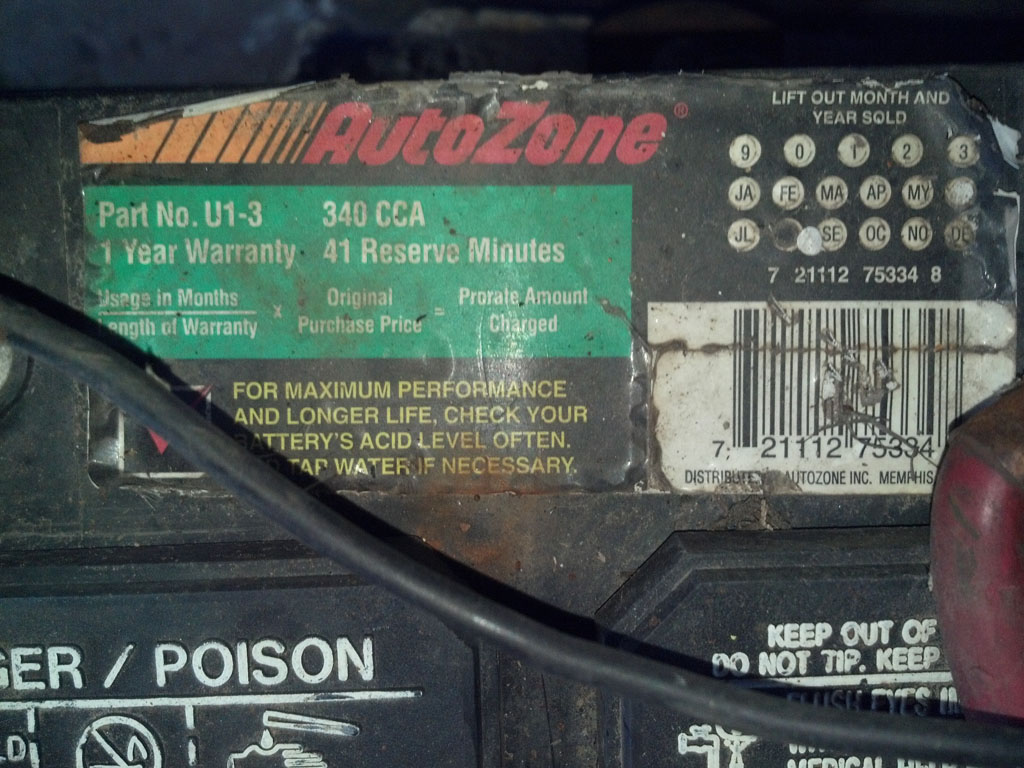 AutoZone ®
Part No. U1-3 340 CCA
1 Year Warranty 41 Reserve Minutes
Usage in Months x Original = Prorate Amount
Length of Warranty Purchase Price Charged
FOR MAXIMUM PERFORMANCE
AND LONGER LIFE, CHECK YOUR
BATTERY'S ACID LEVEL OFTEN.
TAP WATER IF NECESSARY.
LIFT OUT MONTH AND
YEAR SOLD
9 0 1 2 3
JA FE MA AP MY
JL SE OC NO DE
7 21112 75334 8
7 21112 75334
DISTRIBUTE AUTOZONE INC. MEMPHIS
GER / POISON
KEEP OUT OF
DO NOT TIP. KEEP
FLUSH EYES
MEDICAL